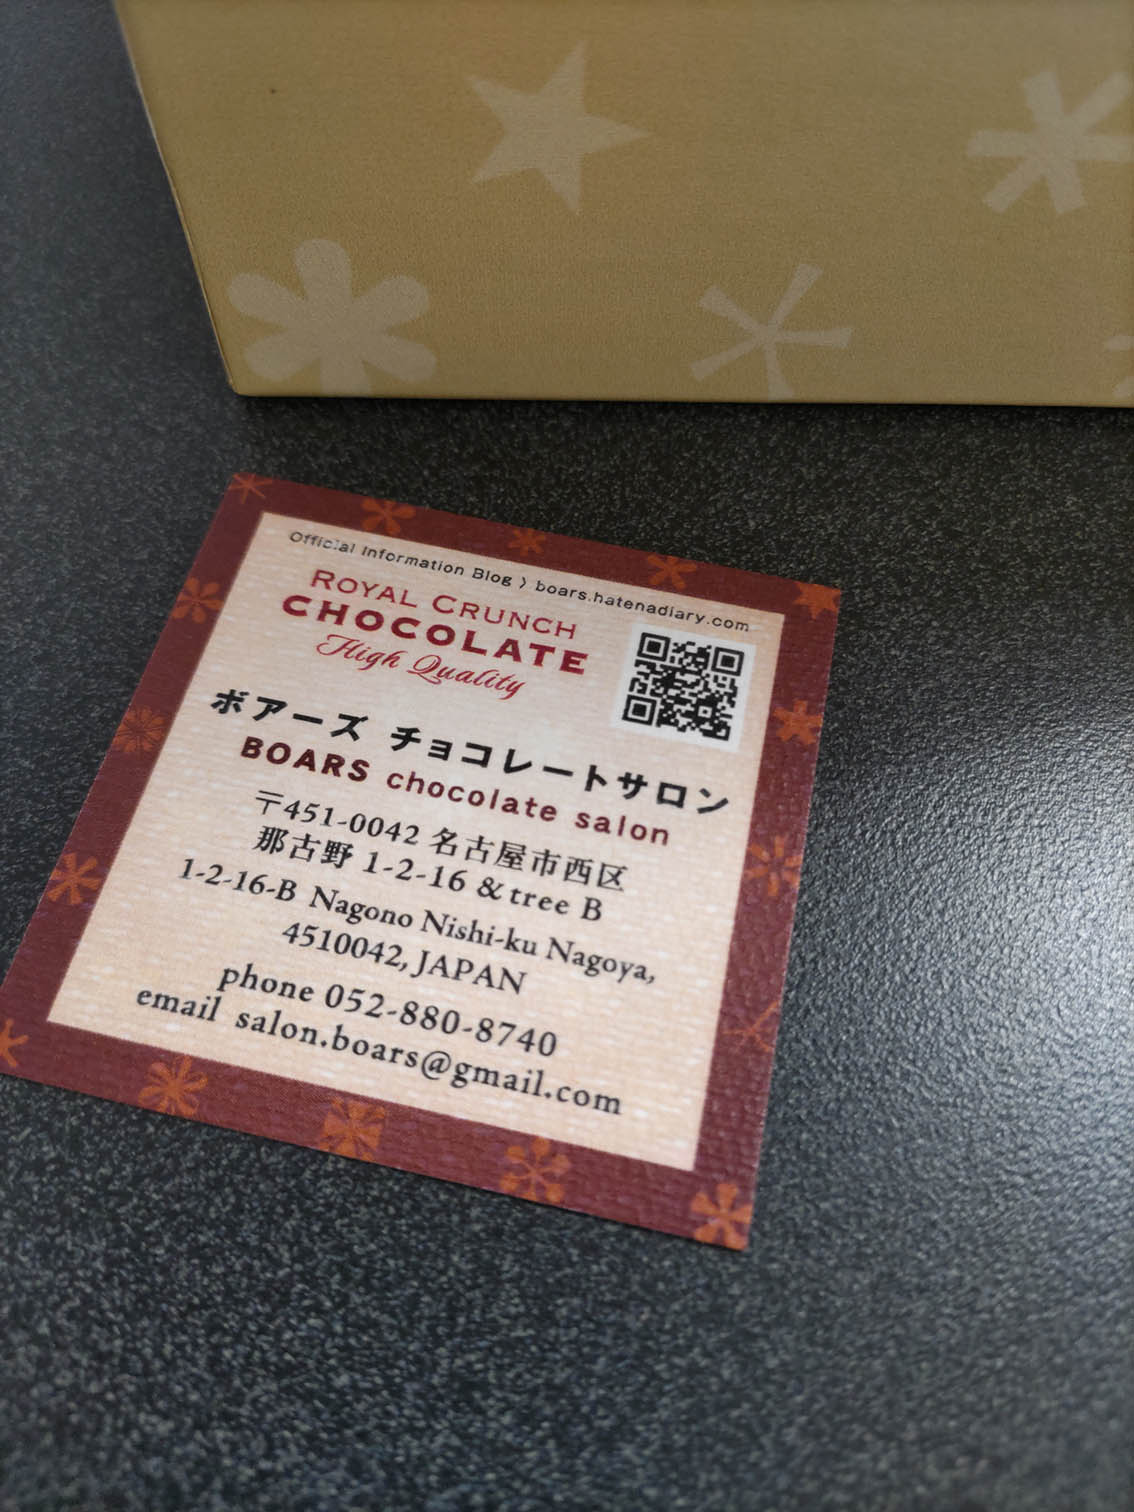 Official Information Blog 〉 boars.hatenadiary.com
ROYAL CRUNCH
CHOCOLATE
High Quality
ボアーズ チョコレートサロン
BOARS chocolate salon
〒451-0042 名古屋市西区
那古野 1-2-16 &tree B
1-2-16-B Nagono Nishi-ku Nagoya,
4510042, JAPAN
phone 052-880-8740
email salon.boars@gmail.com